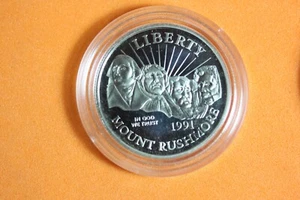 LIBERTY
IN GOD
WE TRUST
1991
MOUNT RUSHMORE